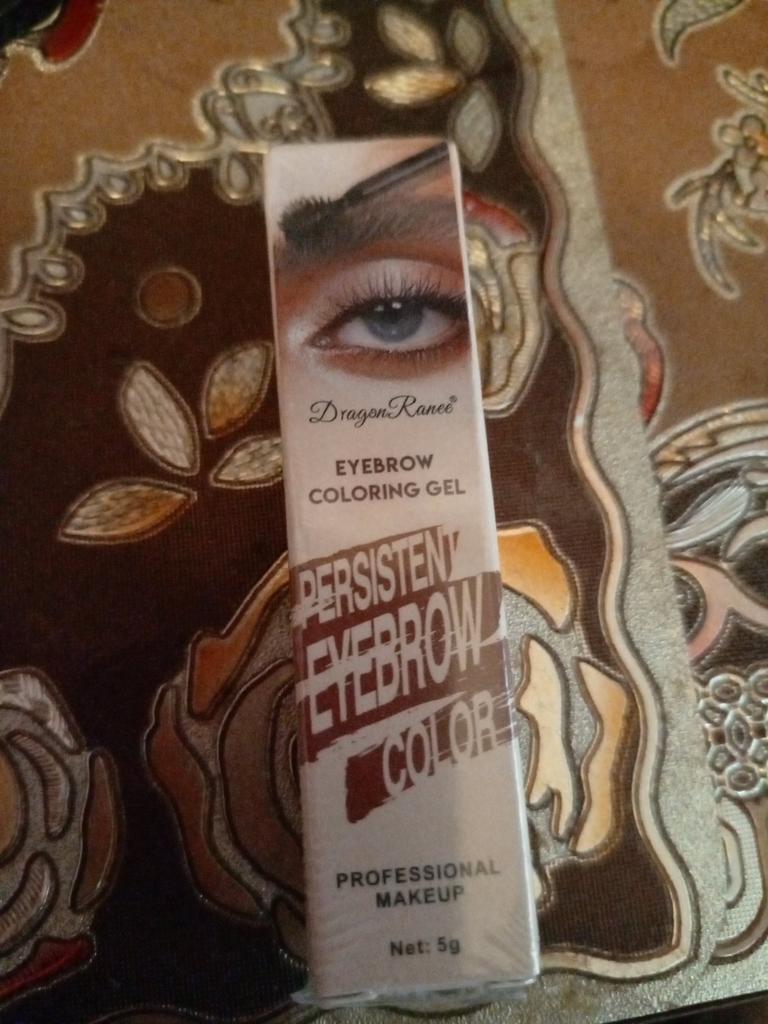 DragonRanee®
EYEBROW
COLORING GEL
PERSISTENT
EYEBROW
COLOR
PROFESSIONAL
MAKEUP
Net: 5g